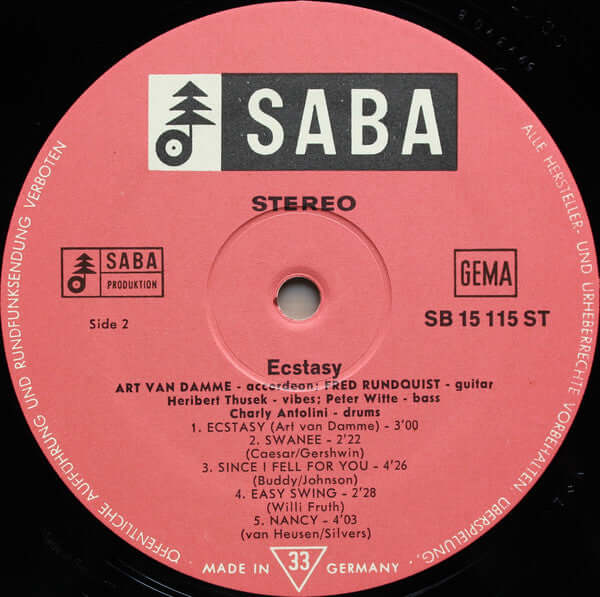 SABA
STEREO
SABA
PRODUKTION
GEMA
Side 2
SB 15 115 ST
Ecstasy
ART VAN DAMME - accordeon; FRED RUNDQUIST - guitar
Heribert Thusek - vibes; Peter Witte - bass
Charly Antolini - drums
1. ECSTASY (Art van Damme) - 3'00
2. SWANEE - 2'22
(Caesar/Gershwin)
3. SINCE I FELL FOR YOU - 4'26
(Buddy/Johnson)
4. EASY SWING - 2'28
(Willi Fruth)
5. NANCY - 4'03
(van Heusen/Silvers)
MADE IN 33 GERMANY
ALLE HERSTELLER- UND URHEBERRECHTE VORBEHALTEN. ÜBERSPIELUNG,
ÖFFENTLICHE AUFFÜHRUNG UND RUNDFUNKSENDUNG VERBOTEN